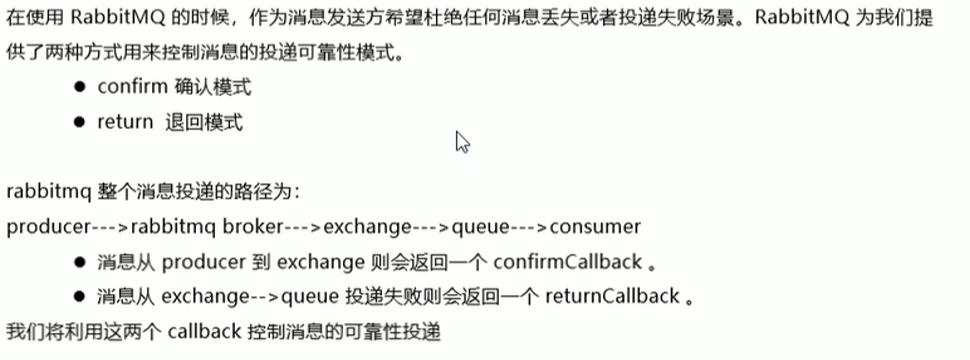 在使用 RabbitMQ 的时候，作为消息发送方希望杜绝任何消息丢失或者投递失败场景。RabbitMQ 为我们提
供了两种方式用来控制消息的投递可靠性模式。
● confirm 确认模式
● return 退回模式
rabbitmq 整个消息投递的路径为：
producer--->rabbitmq broker--->exchange--->queue--->consumer
● 消息从 producer 到 exchange 则会返回一个 confirmCallback 。
● 消息从 exchange-->queue 投递失败则会返回一个 returnCallback 。
我们将利用这两个 callback 控制消息的可靠性投递